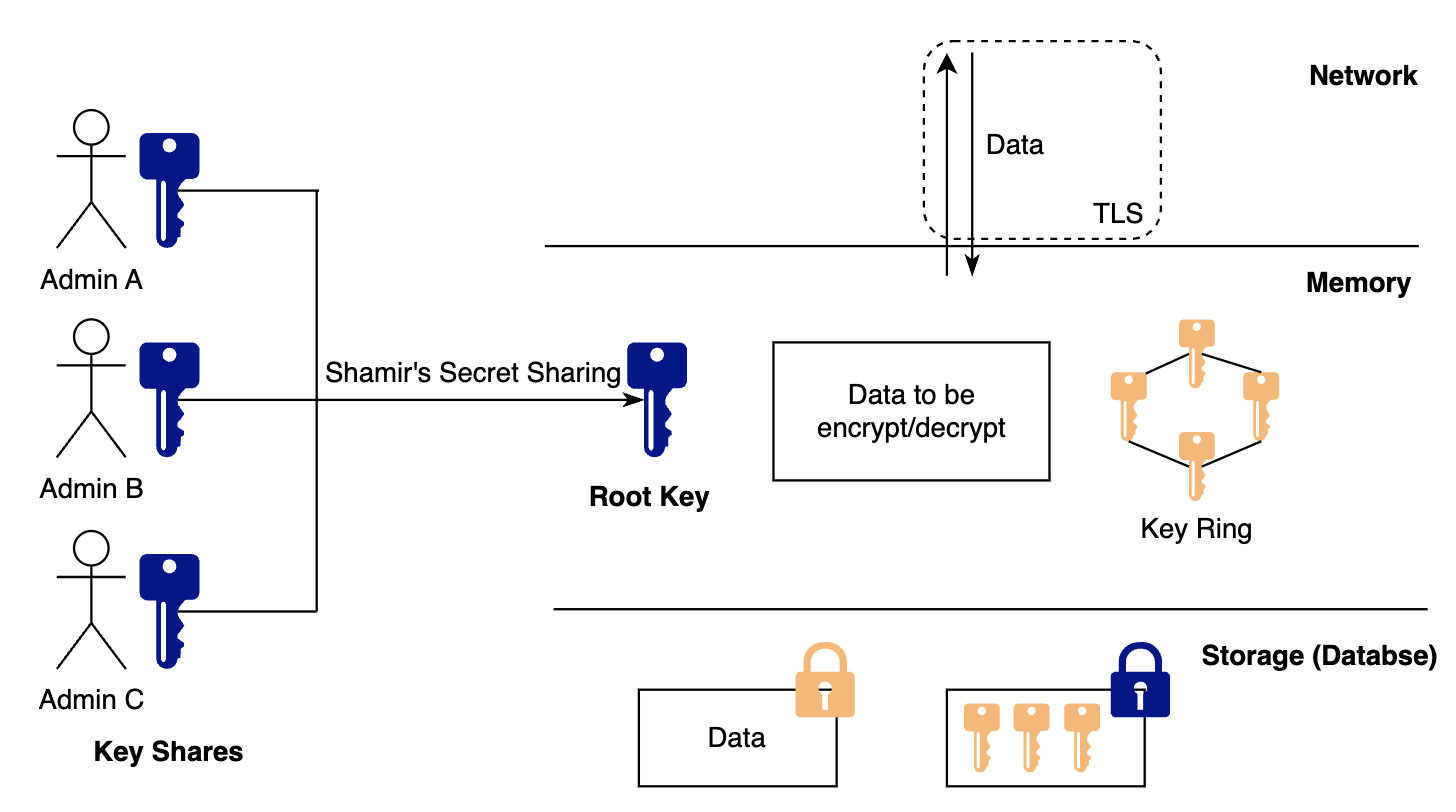 Network
Data
TLS
Admin A
Memory
Shamir's Secret Sharing
Data to be
encrypt/decrypt
Admin B
Root Key
Key Ring
Storage (Databse)
Admin C
Data
Key Shares